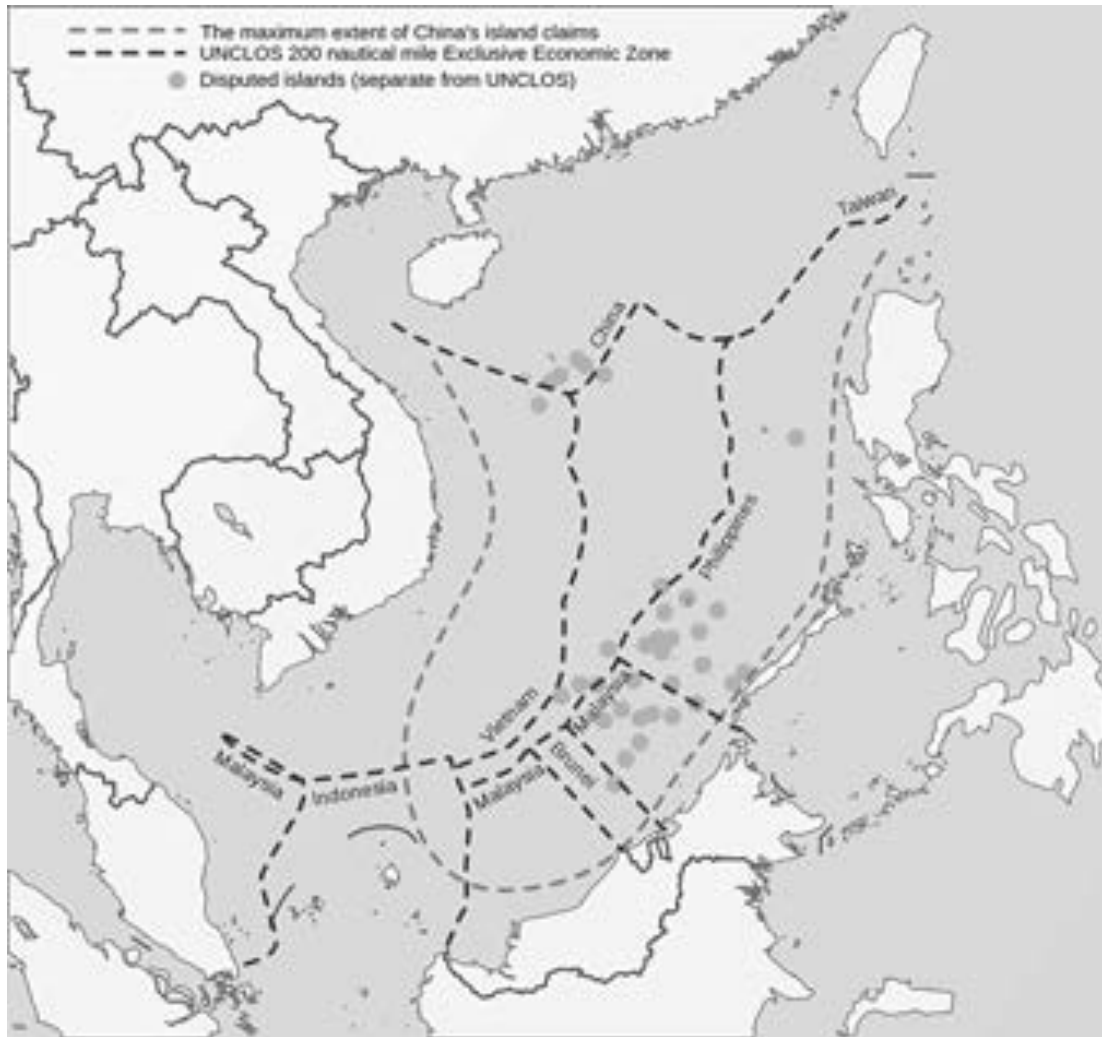 The maximum extent of China's island claims
UNCLOS 200 nautical mile Exclusive Economic Zone
Disputed islands (separate from UNCLOS)
Taiwan
China
Philippines
Vietnam
Malaysia
Malaysia
Indonesia
Malaysia
Brunei